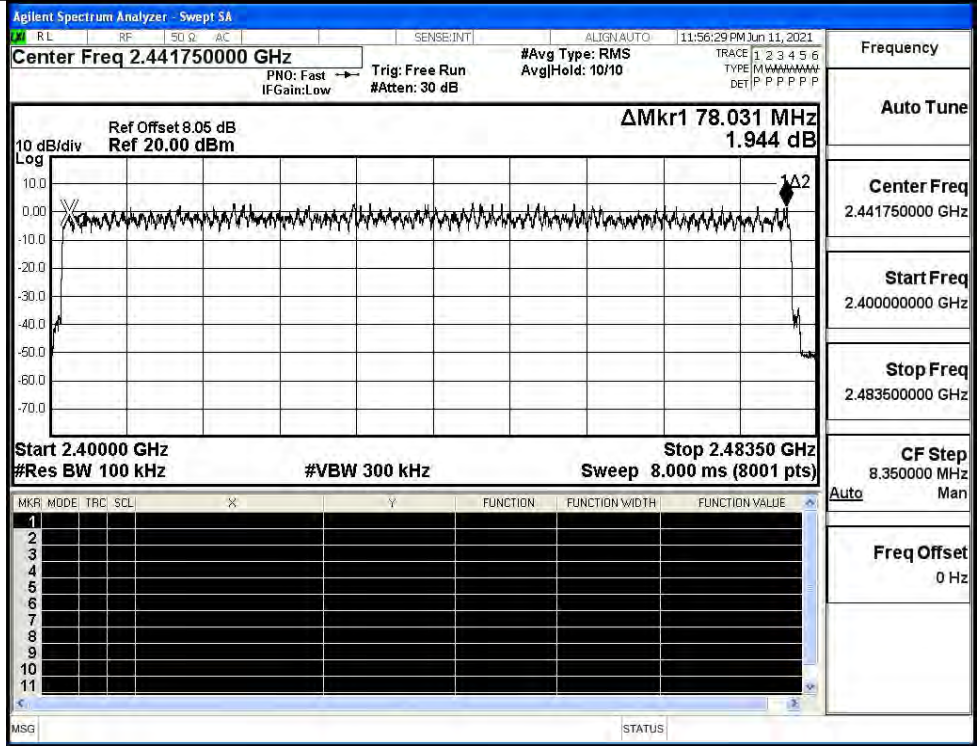 Agilent Spectrum Analyzer - Swept SA
LXI RL RF 50 Ω AC SENSE:INT ALIGNAUTO 11:56:29 PM Jun 11, 2021
Center Freq 2.441750000 GHz
PNO: Fast
IFGain:Low
Trig: Free Run
#Atten: 30 dB
#Avg Type: RMS
Avg|Hold: 10/10
TRACE 1 2 3 4 5 6
TYPE MWWWWW
DET P P P P P P
Ref Offset 8.05 dB
10 dB/div Ref 20.00 dBm
Log
ΔMkr1 78.031 MHz
1.944 dB
10.0
0.00
-10.0
-20.0
-30.0
-40.0
-50.0
-60.0
-70.0
1Δ2
Start 2.40000 GHz Stop 2.48350 GHz
#Res BW 100 kHz #VBW 300 kHz Sweep 8.000 ms (8001 pts)
MKR MODE TRC SCL X Y FUNCTION FUNCTION WIDTH FUNCTION VALUE
1
2
3
4
5
6
7
8
9
10
11
MSG STATUS
Frequency
Auto Tune
Center Freq
2.441750000 GHz
Start Freq
2.400000000 GHz
Stop Freq
2.483500000 GHz
CF Step
8.350000 MHz
Auto Man
Freq Offset
0 Hz